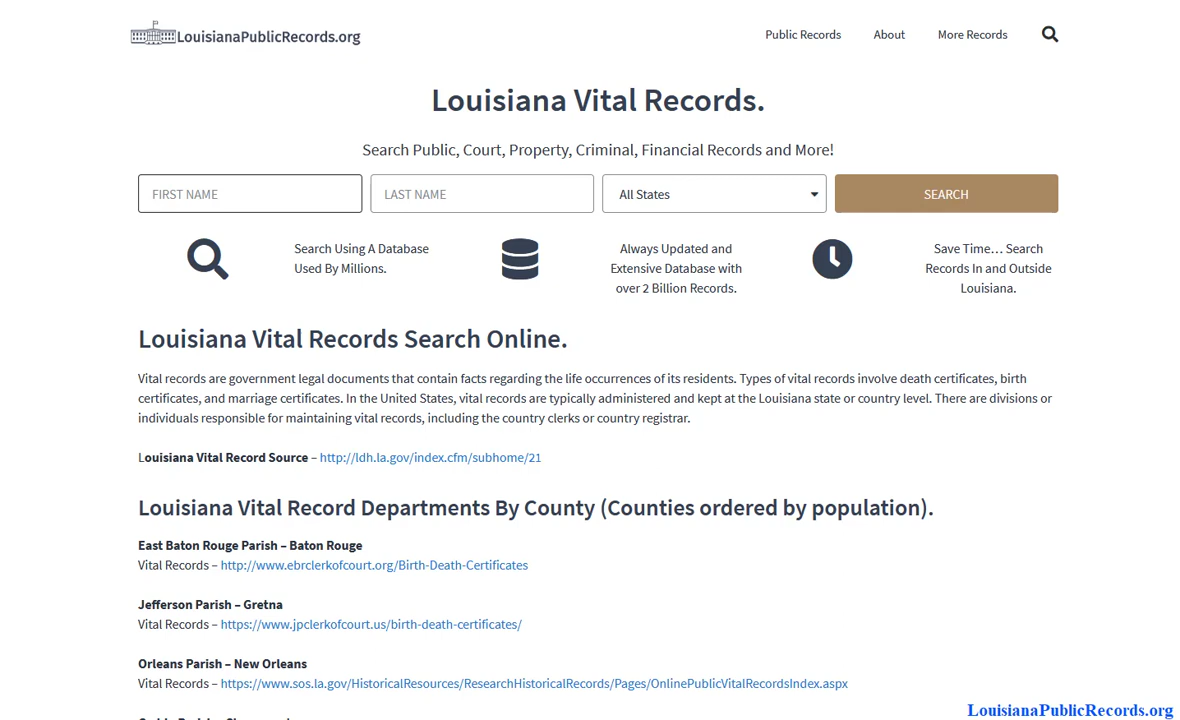 LouisianaPublicRecords.org
Public Records
About
More Records
Louisiana Vital Records.
Search Public, Court, Property, Criminal, Financial Records and More!
FIRST NAME
LAST NAME
All States
SEARCH
Search Using A Database
Used By Millions.
Always Updated and
Extensive Database with
over 2 Billion Records.
Save Time… Search
Records In and Outside
Louisiana.
Louisiana Vital Records Search Online.
Vital records are government legal documents that contain facts regarding the life occurrences of its residents. Types of vital records involve death certificates, birth
certificates, and marriage certificates. In the United States, vital records are typically administered and kept at the Louisiana state or country level. There are divisions or
individuals responsible for maintaining vital records, including the country clerks or country registrar.
Louisiana Vital Record Source – http://ldh.la.gov/index.cfm/subhome/21
Louisiana Vital Record Departments By County (Counties ordered by population).
East Baton Rouge Parish – Baton Rouge
Vital Records – http://www.ebrclerkofcourt.org/Birth-Death-Certificates
Jefferson Parish – Gretna
Vital Records – https://www.jpclerkofcourt.us/birth-death-certificates/
Orleans Parish – New Orleans
Vital Records – https://www.sos.la.gov/HistoricalResources/ResearchHistoricalRecords/Pages/OnlinePublicVitalRecordsIndex.aspx
LouisianaPublicRecords.org